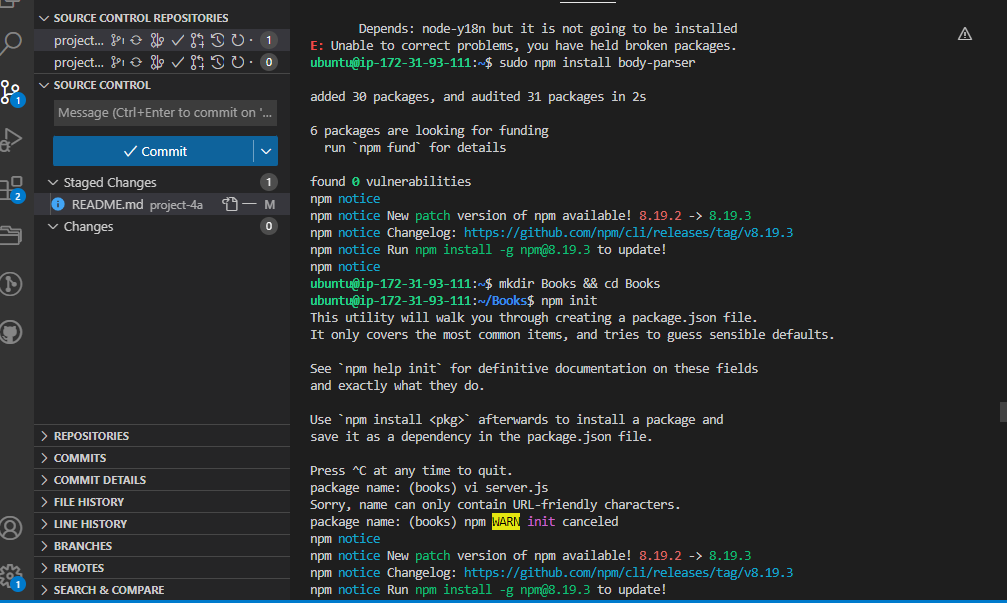 SOURCE CONTROL REPOSITORIES
project... 1
project... 0
SOURCE CONTROL
Message (Ctrl+Enter to commit on '...
Commit
Staged Changes 1
README.md project-4a M
Changes 0
1
2
REPOSITORIES
COMMITS
COMMIT DETAILS
FILE HISTORY
LINE HISTORY
BRANCHES
REMOTES
SEARCH & COMPARE
1
Depends: node-y18n but it is not going to be installed
E: Unable to correct problems, you have held broken packages.
ubuntu@ip-172-31-93-111:~$ sudo npm install body-parser
added 30 packages, and audited 31 packages in 2s
6 packages are looking for funding
run `npm fund` for details
found 0 vulnerabilities
npm notice
npm notice New patch version of npm available! 8.19.2 -> 8.19.3
npm notice Changelog: https://github.com/npm/cli/releases/tag/v8.19.3
npm notice Run npm install -g npm@8.19.3 to update!
npm notice
ubuntu@ip-172-31-93-111:~$ mkdir Books && cd Books
ubuntu@ip-172-31-93-111:~/Books$ npm init
This utility will walk you through creating a package.json file.
It only covers the most common items, and tries to guess sensible defaults.
See `npm help init` for definitive documentation on these fields
and exactly what they do.
Use `npm install <pkg>` afterwards to install a package and
save it as a dependency in the package.json file.
Press ^C at any time to quit.
package name: (books) vi server.js
Sorry, name can only contain URL-friendly characters.
package name: (books) npm WARN init canceled
npm notice
npm notice New patch version of npm available! 8.19.2 -> 8.19.3
npm notice Changelog: https://github.com/npm/cli/releases/tag/v8.19.3
npm notice Run npm install -g npm@8.19.3 to update!